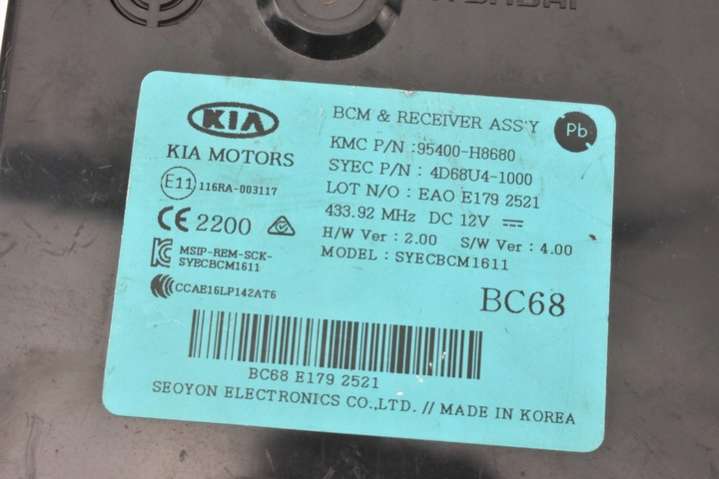 KIA
BCM & RECEIVER ASS'Y
Pb
KIA MOTORS
KMC P/N :95400-H8680
SYEC P/N : 4D68U4-1000
E11 116RA-003117
LOT N/O : EAO E179 2521
433.92 MHz DC 12V
CE 2200
H/W Ver : 2.00 S/W Ver : 4.00
MODEL : SYECBCM1611
MSIP-REM-SCK-
SYECBCM1611
CCAE16LP142AT6
BC68
BC68 E179 2521
SEOYON ELECTRONICS CO.,LTD. // MADE IN KOREA